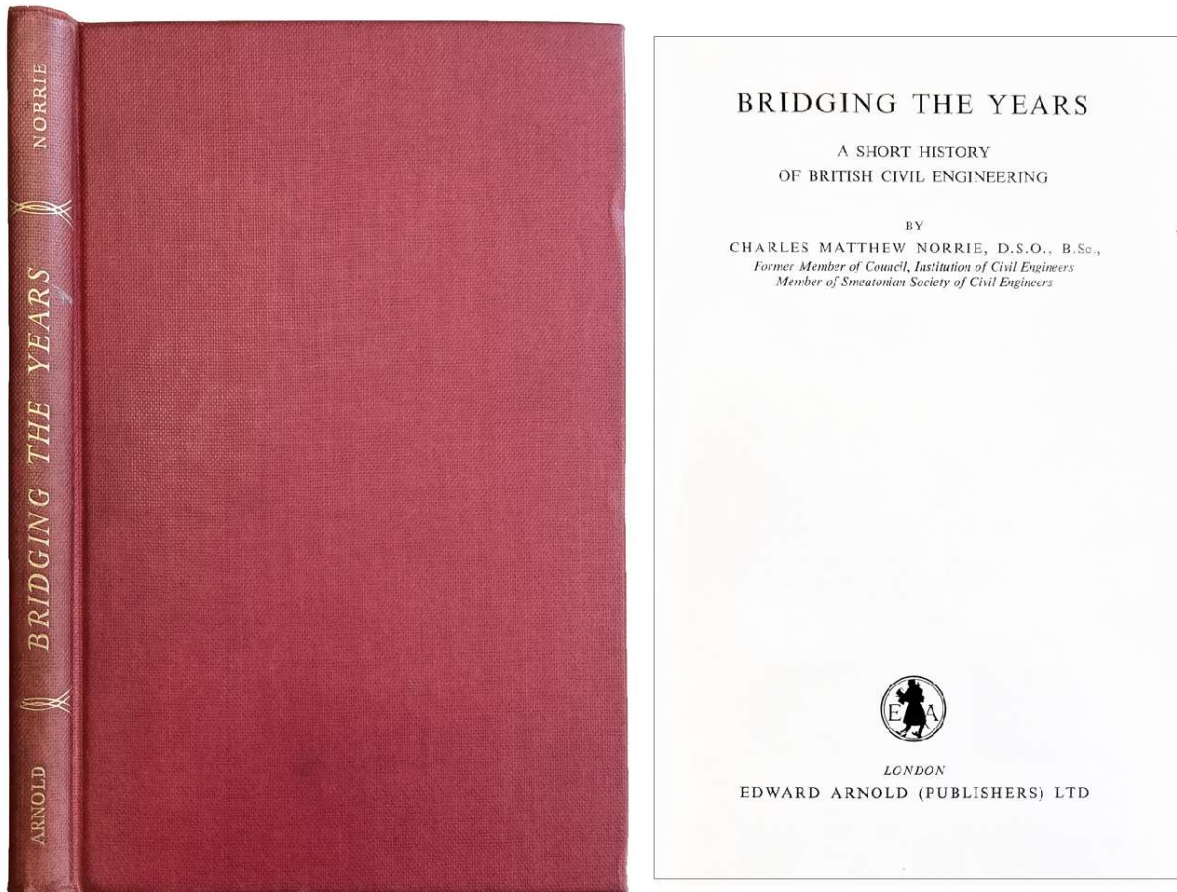 NORRIE
BRIDGING THE YEARS
ARNOLD
BRIDGING THE YEARS
A SHORT HISTORY
OF BRITISH CIVIL ENGINEERING
BY
CHARLES MATTHEW NORRIE, D.S.O., B.Sc.,
Former Member of Council, Institution of Civil Engineers
Member of Smeatonian Society of Civil Engineers
E A
LONDON
EDWARD ARNOLD (PUBLISHERS) LTD